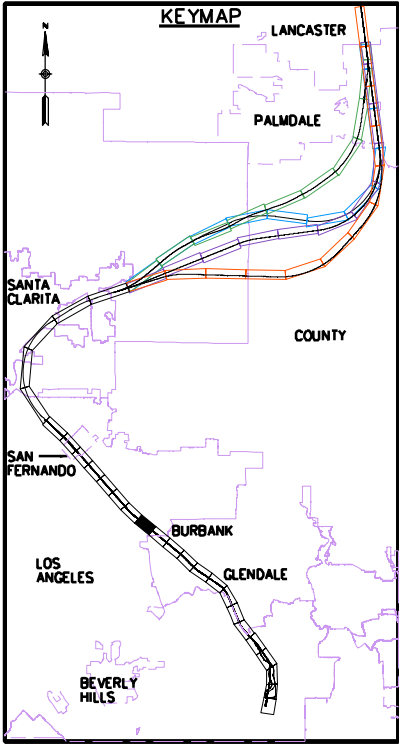 KEYMAP
N
LANCASTER
PALMDALE
SANTA
CLARITA
COUNTY
SAN
FERNANDO
BURBANK
LOS
ANGELES
GLENDALE
BEVERLY
HILLS